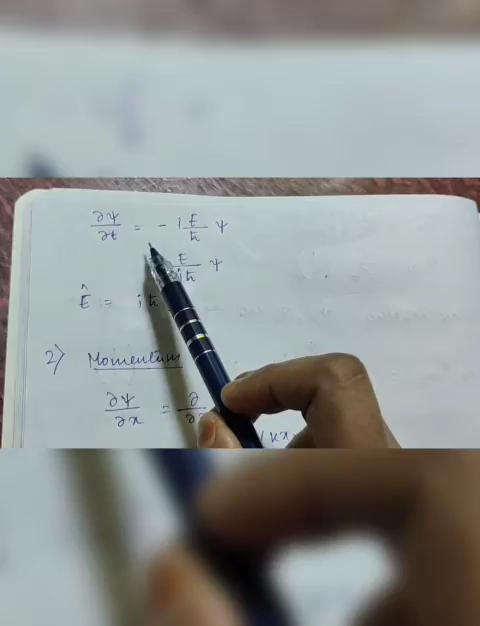 ∂Ψ/∂t = - i E/ħ Ψ
E/iħ Ψ
Ê = iħ
2) Momentum
∂Ψ/∂x = ∂